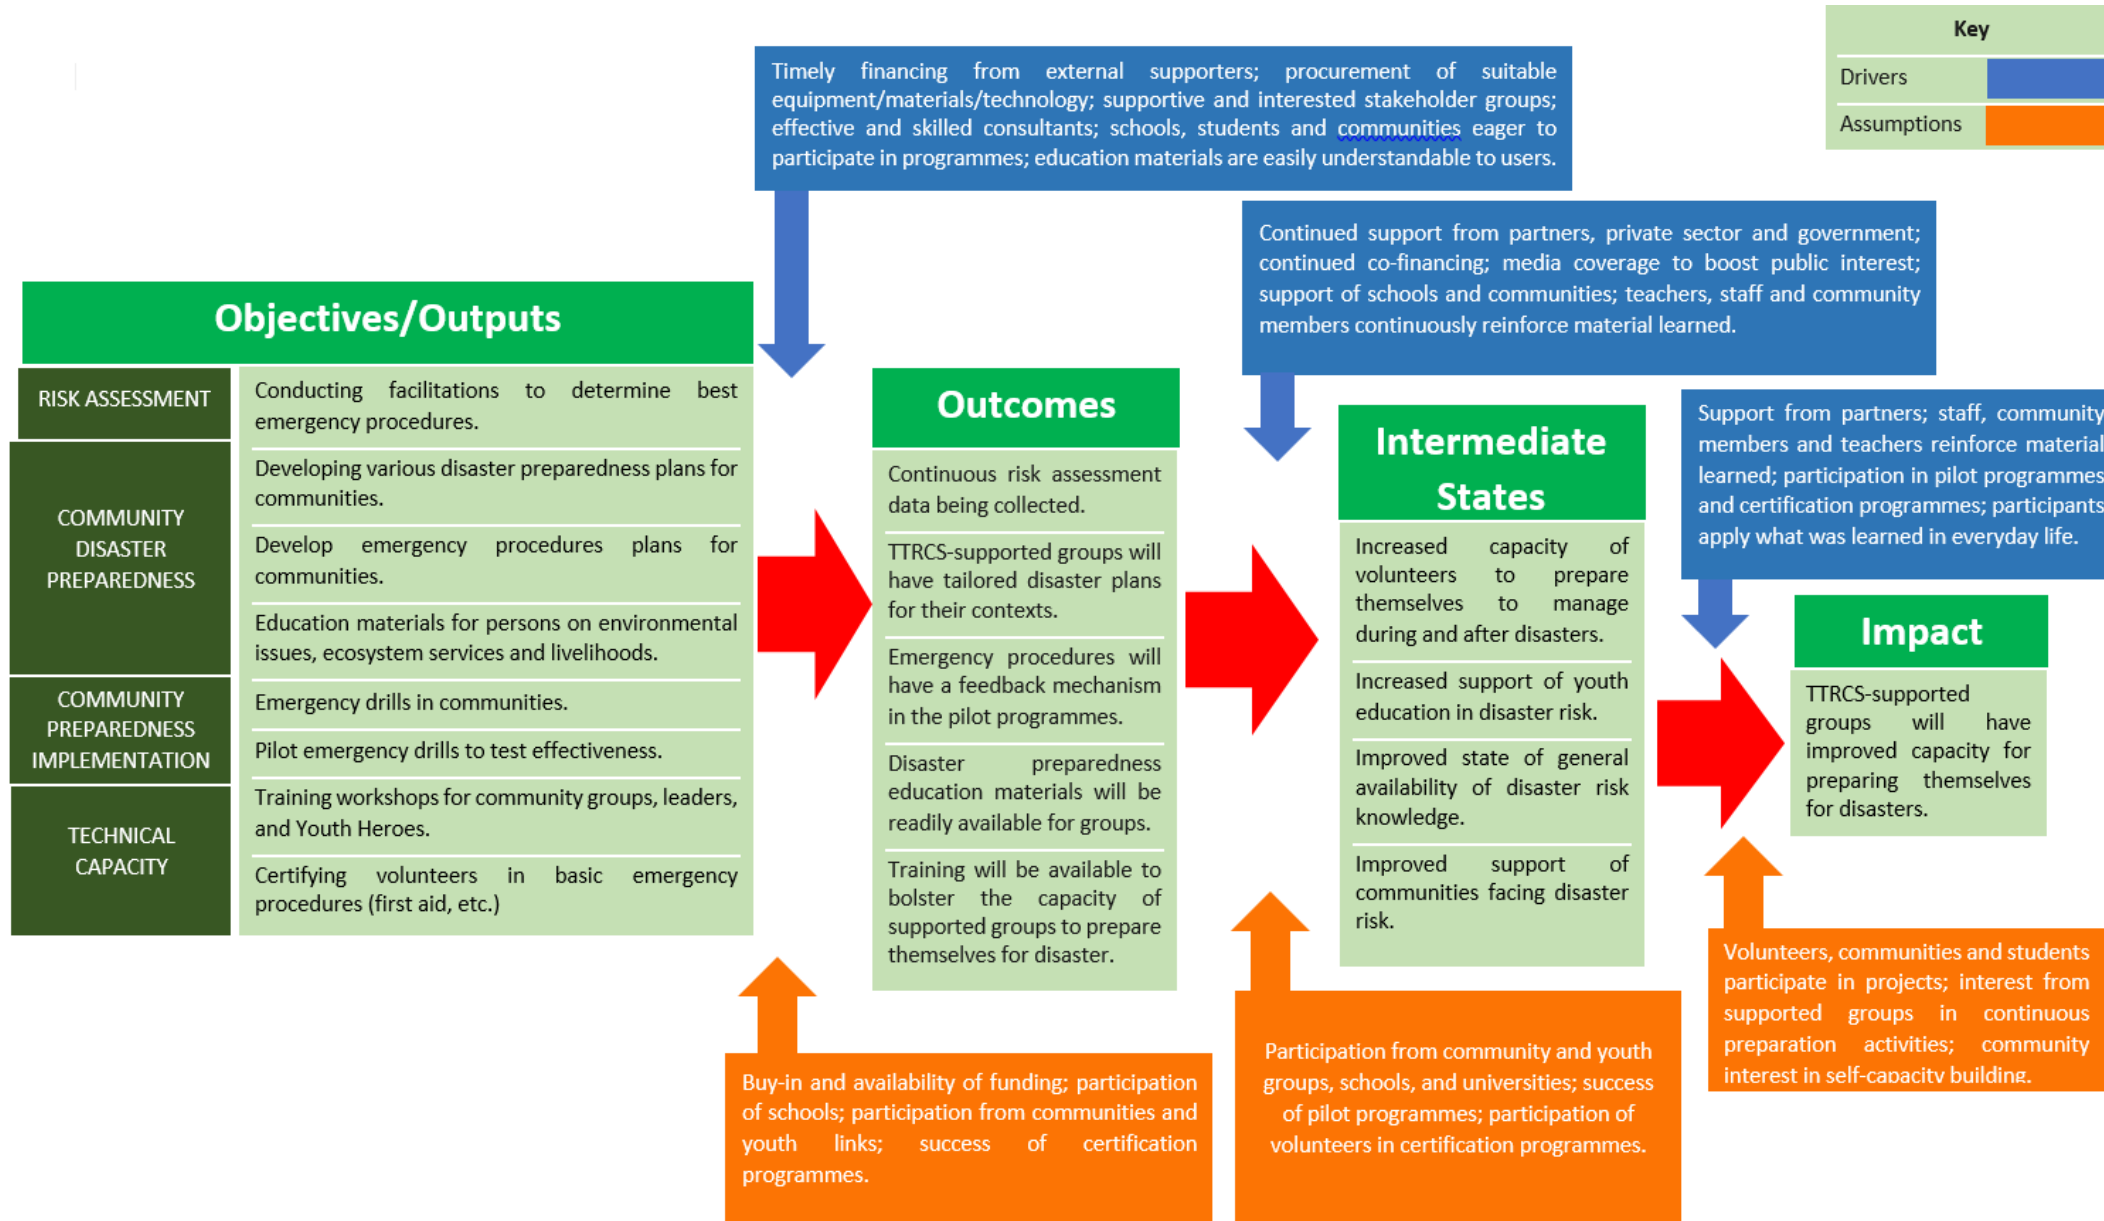 Key
Drivers
Assumptions
Timely financing from external supporters; procurement of suitable
equipment/materials/technology; supportive and interested stakeholder groups;
effective and skilled consultants; schools, students and communities eager to
participate in programmes; education materials are easily understandable to users.
Continued support from partners, private sector and government;
continued co-financing; media coverage to boost public interest;
support of schools and communities; teachers, staff and community
members continuously reinforce material learned.
Support from partners; staff, community
members and teachers reinforce material
learned; participation in pilot programmes
and certification programmes; participants
apply what was learned in everyday life.
Objectives/Outputs
RISK ASSESSMENT
Conducting facilitations to determine best
emergency procedures.
COMMUNITY
DISASTER
PREPAREDNESS
Developing various disaster preparedness plans for
communities.
Develop emergency procedures plans for
communities.
Education materials for persons on environmental
issues, ecosystem services and livelihoods.
COMMUNITY
PREPAREDNESS
IMPLEMENTATION
Emergency drills in communities.
Pilot emergency drills to test effectiveness.
TECHNICAL
CAPACITY
Training workshops for community groups, leaders,
and Youth Heroes.
Certifying volunteers in basic emergency
procedures (first aid, etc.)
Outcomes
Continuous risk assessment
data being collected.
TTRCS-supported groups will
have tailored disaster plans
for their contexts.
Emergency procedures will
have a feedback mechanism
in the pilot programmes.
Disaster preparedness
education materials will be
readily available for groups.
Training will be available to
bolster the capacity of
supported groups to prepare
themselves for disaster.
Intermediate
States
Increased capacity of
volunteers to prepare
themselves to manage
during and after disasters.
Increased support of youth
education in disaster risk.
Improved state of general
availability of disaster risk
knowledge.
Improved support of
communities facing disaster
risk.
Impact
TTRCS-supported
groups will have
improved capacity for
preparing themselves
for disasters.
Buy-in and availability of funding; participation
of schools; participation from communities and
youth links; success of certification
programmes.
Participation from community and youth
groups, schools, and universities; success
of pilot programmes; participation of
volunteers in certification programmes.
Volunteers, communities and students
participate in projects; interest from
supported groups in continuous
preparation activities; community
interest in self-capacity building.